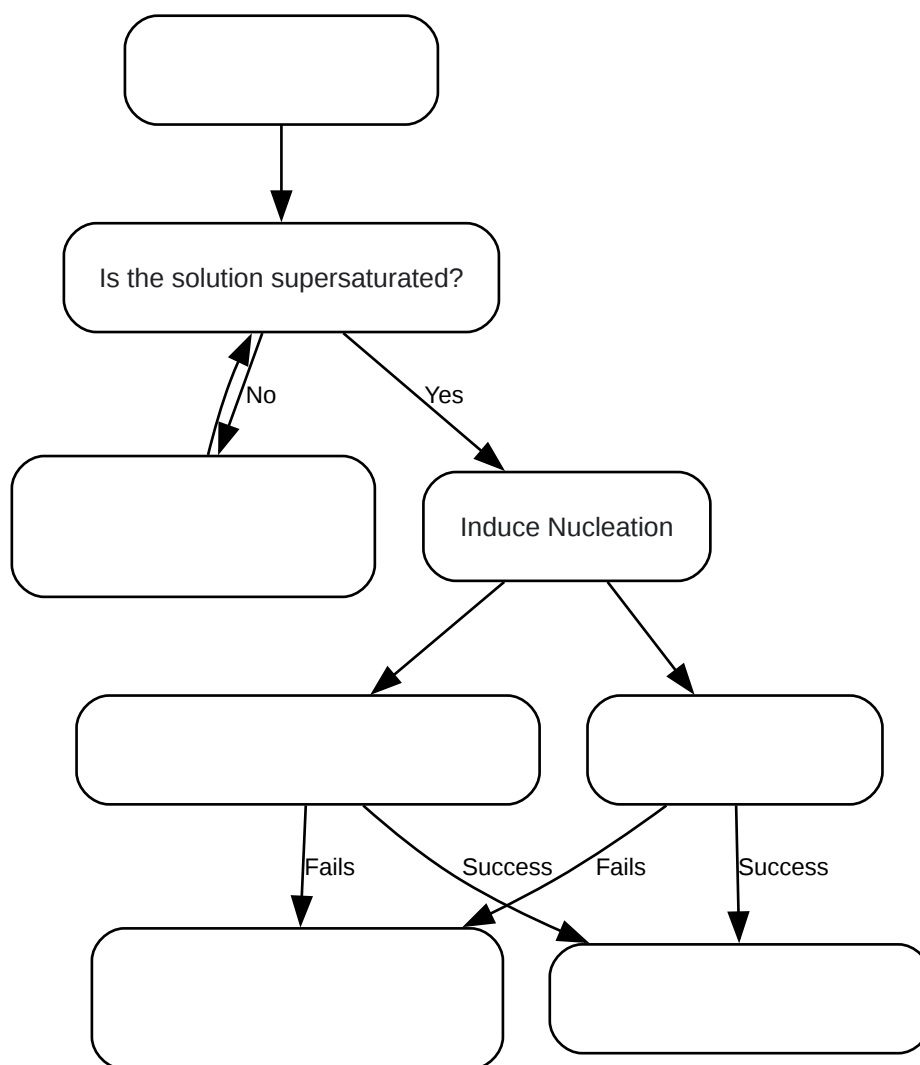 Is the solution supersaturated?
No
Yes
Induce Nucleation
Fails
Success
Fails
Success